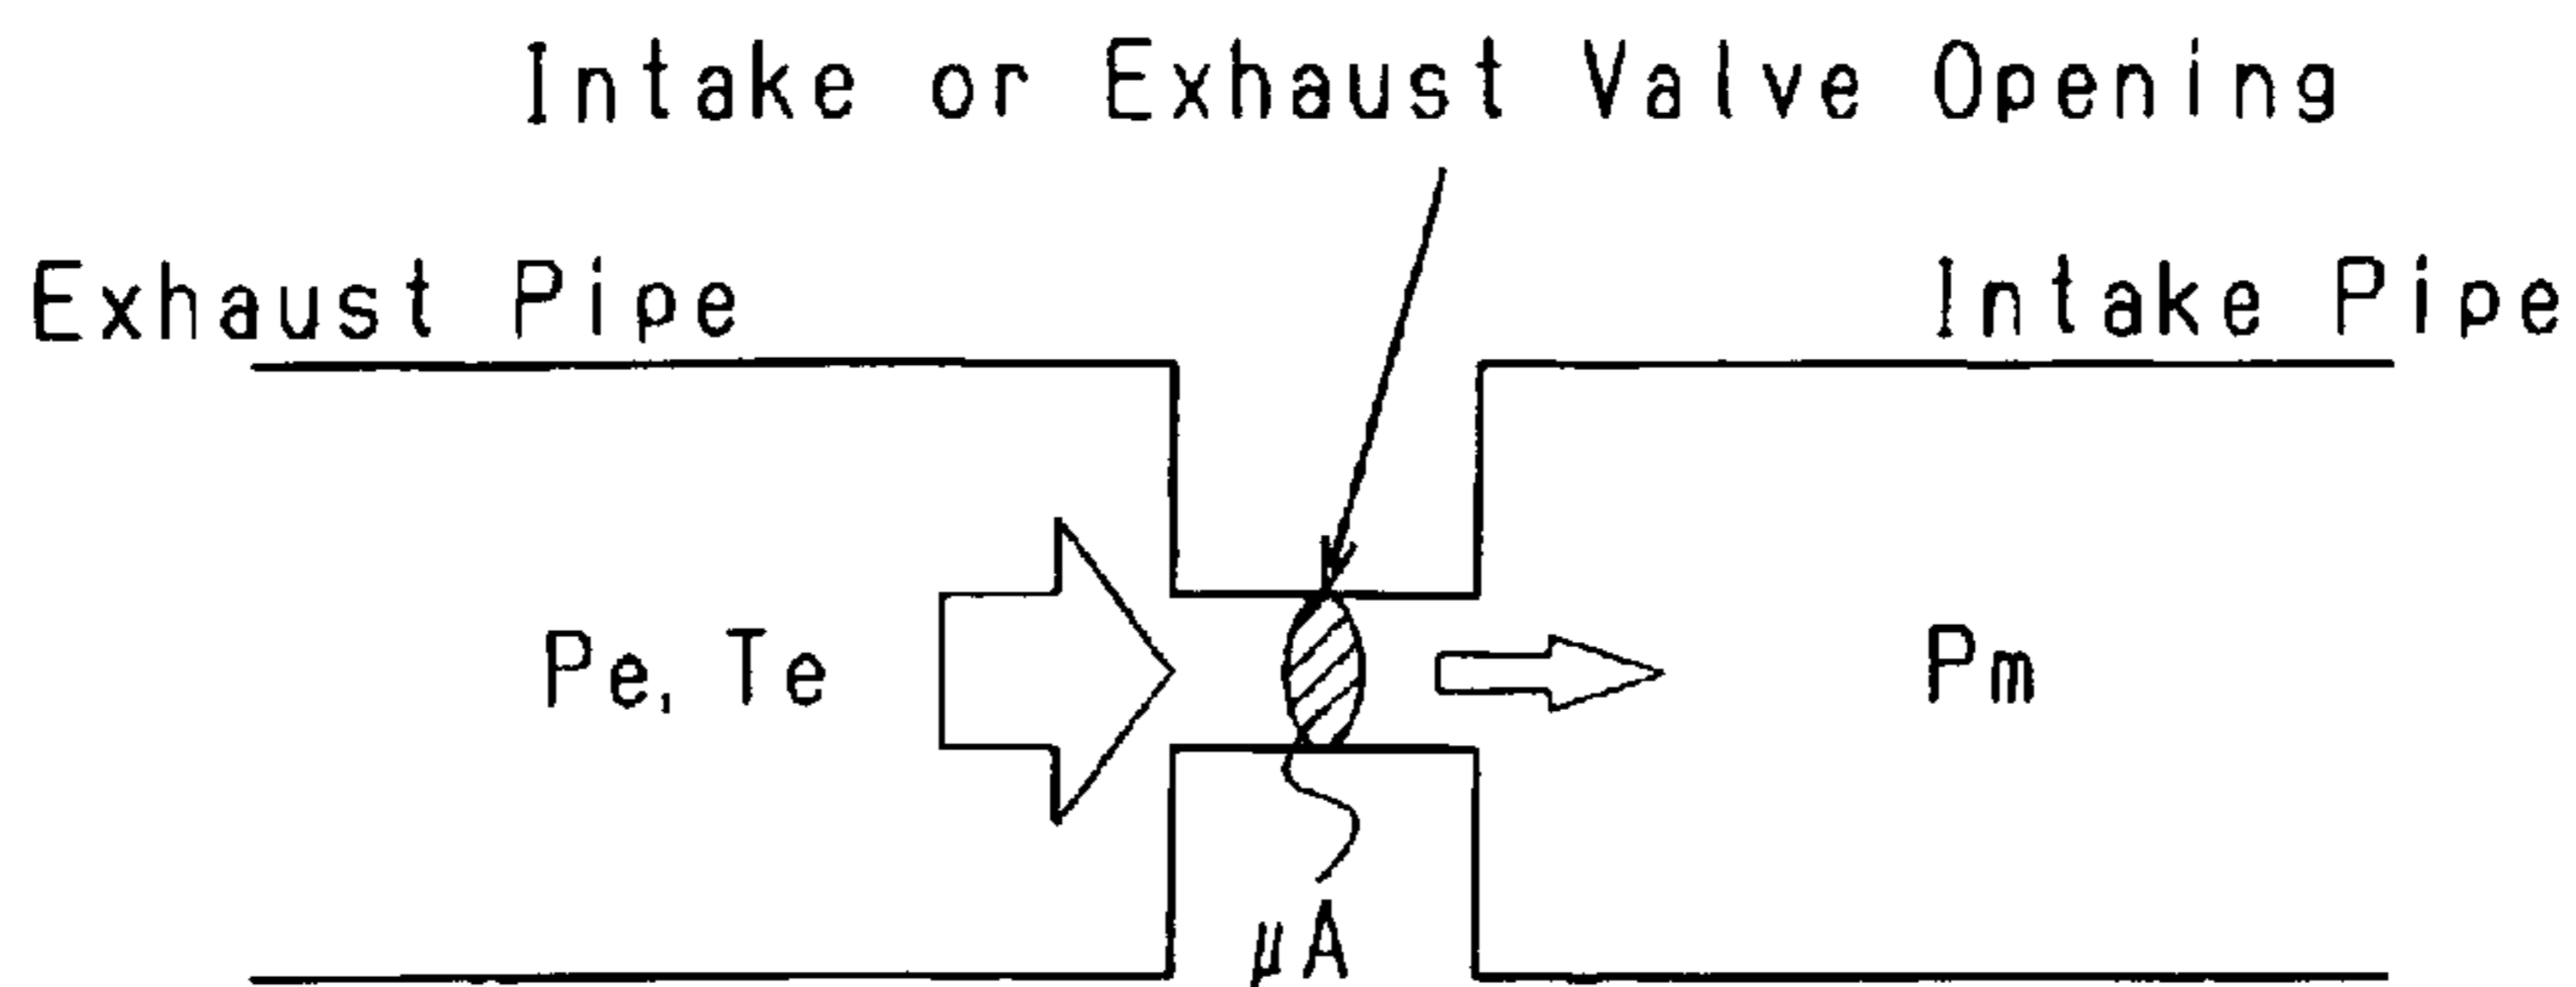 Intake or Exhaust Valve Opening
Exhaust Pipe
Intake Pipe
Pe, Te
Pm
μA